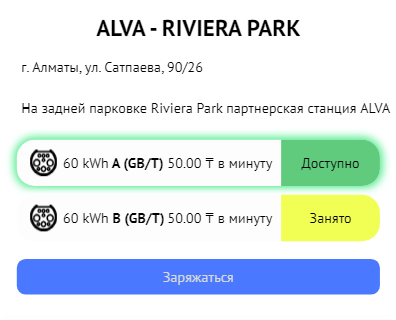 ALVA - RIVIERA PARK
г. Алматы, ул. Сатпаева, 90/26
На задней парковке Riviera Park партнерская станция ALVA
60 kWh A (GB/T) 50.00 ₸ в минуту Доступно
60 kWh B (GB/T) 50.00 ₸ в минуту Занято
Заряжаться